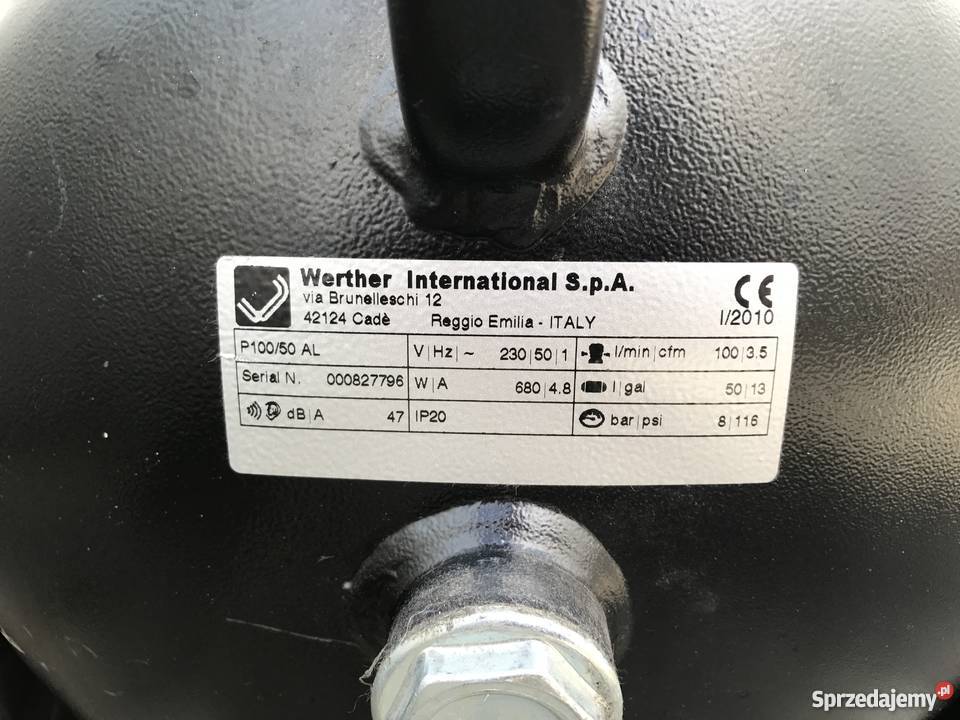 Werther International S.p.A.
via Brunelleschi 12
42124 Cadè Reggio Emilia - ITALY
CE
I/2010
P100/50 AL V|Hz|~ 230|50|1 l/min|cfm 100|3.5
Serial N. 000827796 W|A 680|4.8 l|gal 50|13
dB|A 47 IP20 bar|psi 8|116
Sprzedajemy.pl